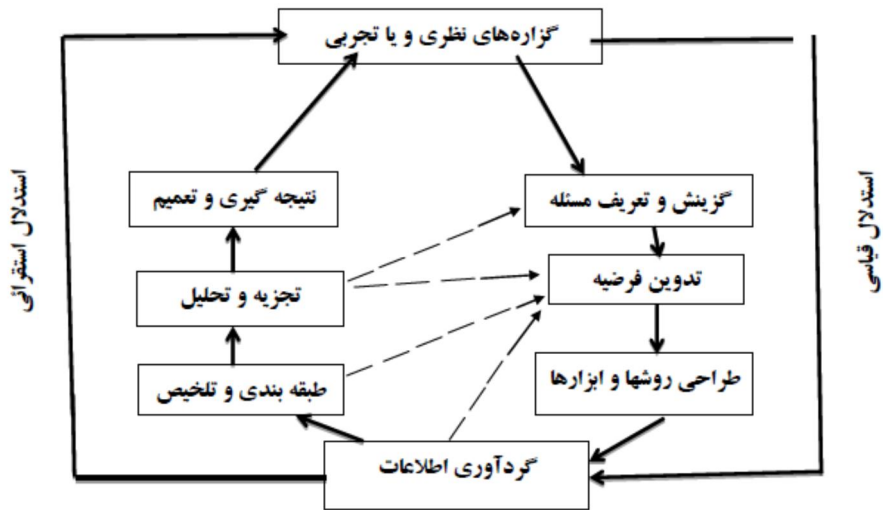 گزاره‌های نظری و یا تجربی
استدلال قیاسی
استدلال استقرائی
گزینش و تعریف مسئله
نتیجه گیری و تعمیم
تدوین فرضیه
تجزیه و تحلیل
طراحی روشها و ابزارها
طبقه بندی و تلخیص
گردآوری اطلاعات